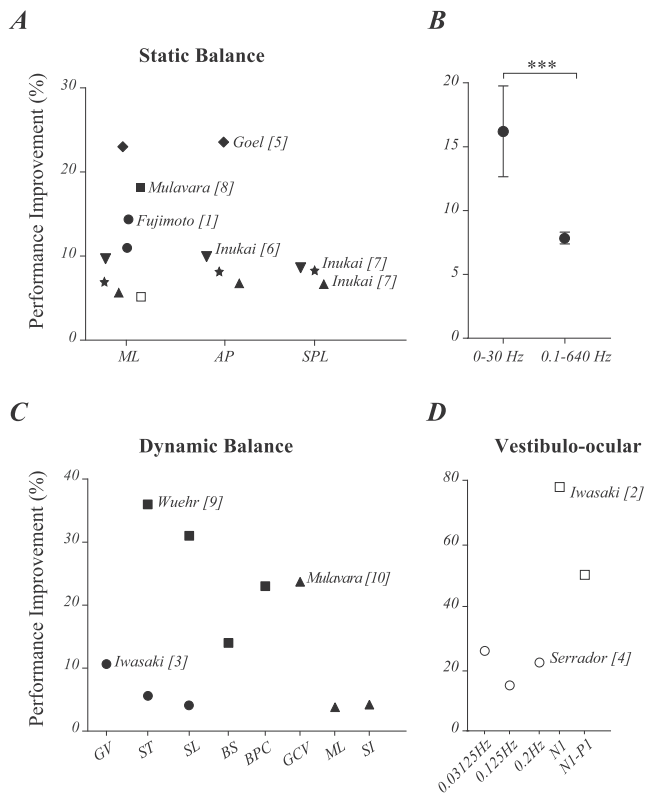 A
Static Balance
Performance Improvement (%)
30
20
10
0
Goel [5]
Mulavara [8]
Fujimoto [1]
Inukai [6]
Inukai [7]
Inukai [7]
ML
AP
SPL
B
***
20
15
10
5
0
0-30 Hz
0.1-640 Hz
C
Dynamic Balance
Performance Improvement (%)
40
30
20
10
0
Wuehr [9]
Mulavara [10]
Iwasaki [3]
GV
ST
SL
BS
BPC
GCV
ML
SI
D
Vestibulo-ocular
80
60
40
20
0
Iwasaki [2]
Serrador [4]
0.03125Hz
0.125Hz
0.2Hz
N1
N1-P1